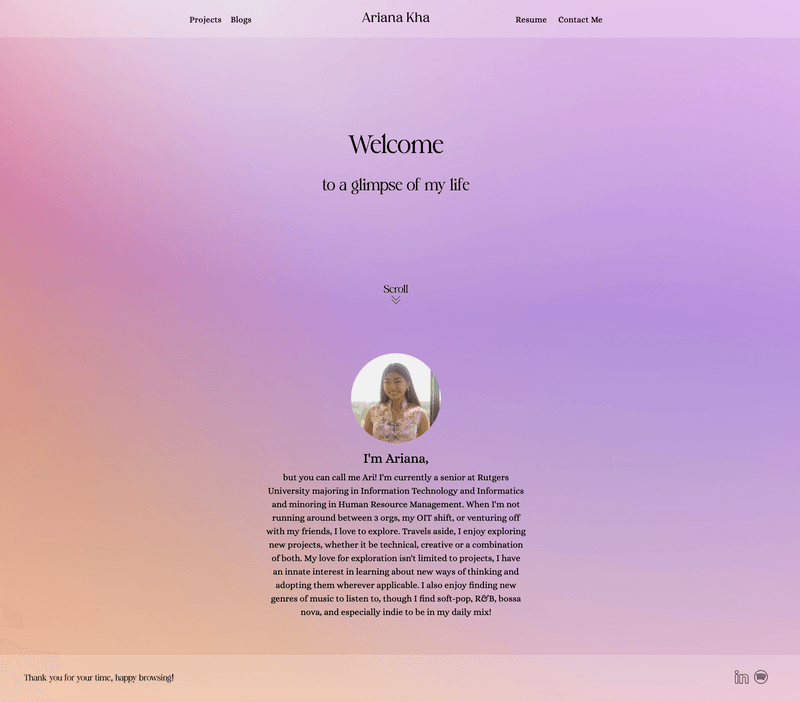 Projects Blogs Ariana Kha Resume Contact Me
Welcome
to a glimpse of my life
Scroll
I'm Ariana,
but you can call me Ari! I'm currently a senior at Rutgers
University majoring in Information Technology and Informatics
and minoring in Human Resource Management. When I'm not
running around between 3 orgs, my OIT shift, or venturing off
with my friends, I love to explore. Travels aside, I enjoy exploring
new projects, whether it be technical, creative or a combination
of both. My love for exploration isn't limited to projects, I have
an innate interest in learning about new ways of thinking and
adopting them wherever applicable. I also enjoy finding new
genres of music to listen to, though I find soft-pop, R&B, bossa
nova, and especially indie to be in my daily mix!
Thank you for your time, happy browsing! in